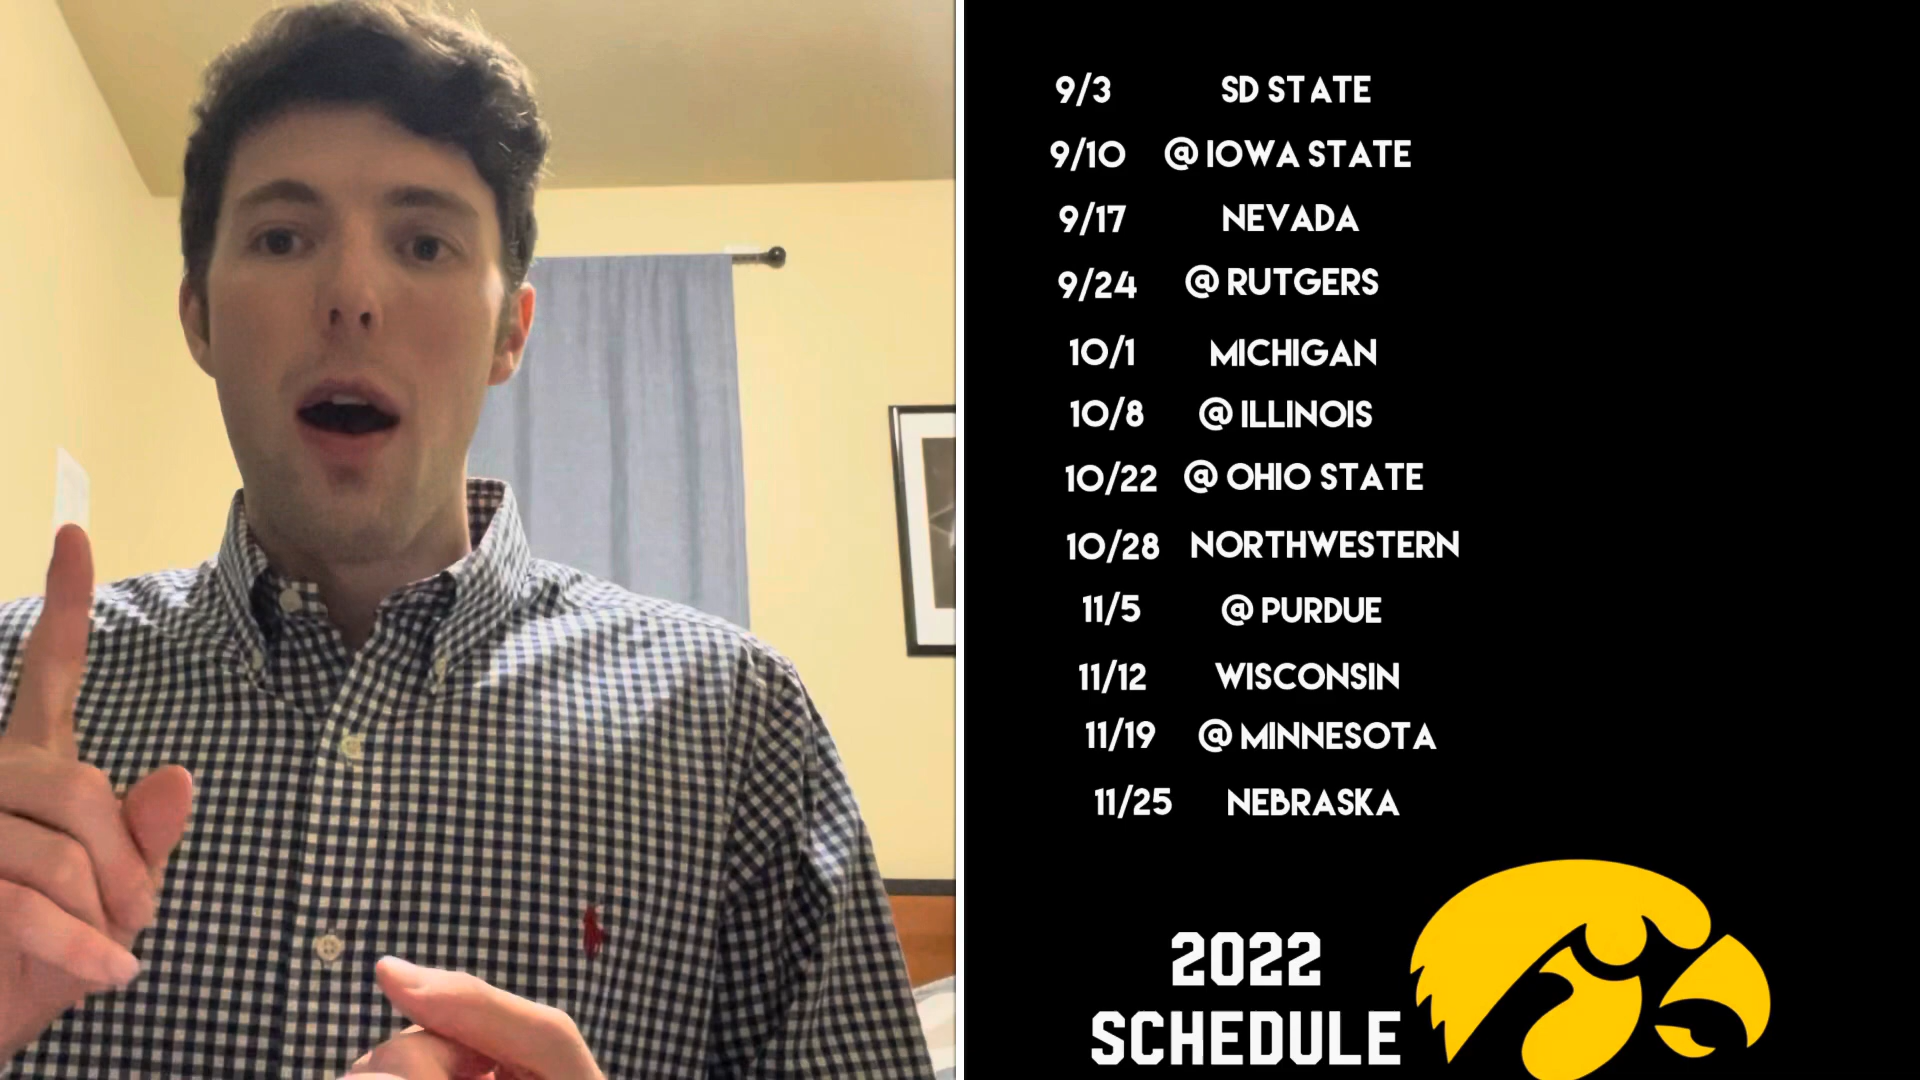 9/3 SD STATE
9/10 @ IOWA STATE
9/17 NEVADA
9/24 @ RUTGERS
10/1 MICHIGAN
10/8 @ ILLINOIS
10/22 @ OHIO STATE
10/28 NORTHWESTERN
11/5 @ PURDUE
11/12 WISCONSIN
11/19 @ MINNESOTA
11/25 NEBRASKA
2022
SCHEDULE